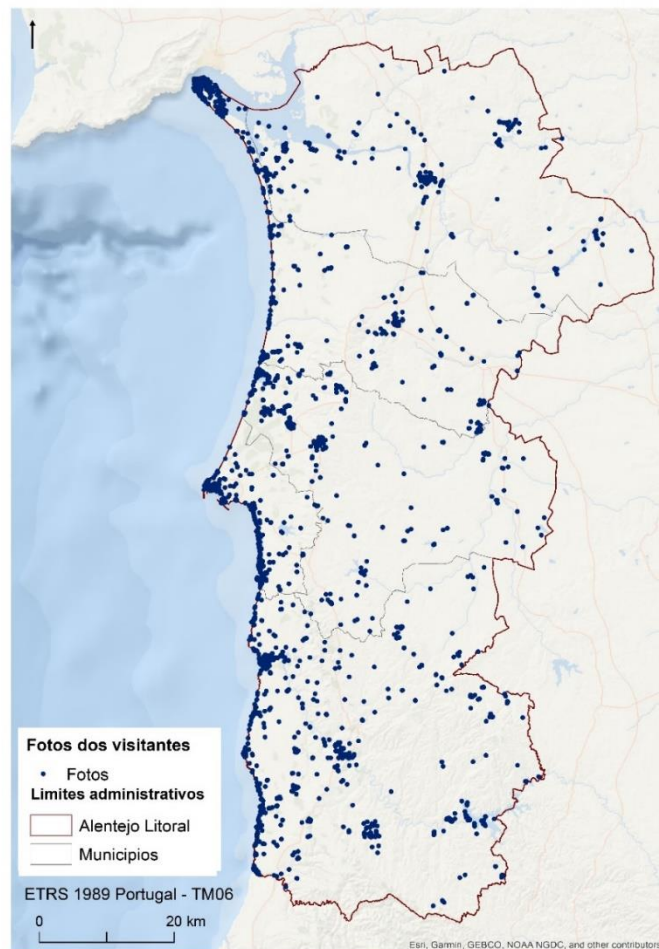 Fotos dos visitantes
Fotos
Limites administrativos
Alentejo Litoral
Municipios
ETRS 1989 Portugal - TM06
0 20 km
Esri, Garmin, GEBCO, NOAA NGDC, and other contributors